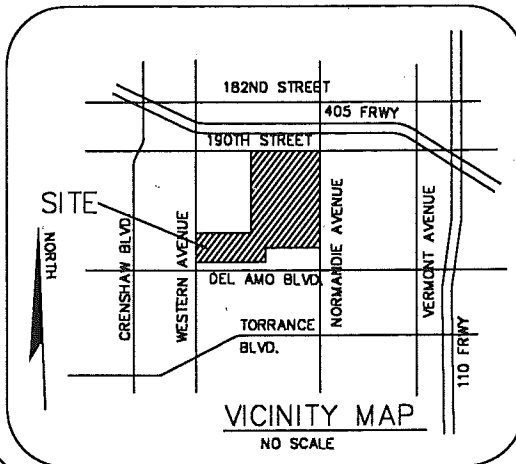 182ND STREET
405 FRWY
190TH STREET
SITE
NORTH
CRENSHAW BLVD.
WESTERN AVENUE
NORMANDIE AVENUE
VERMONT AVENUE
110 FRWY
DEL AMO BLVD.
TORRANCE
BLVD.
VICINITY MAP
NO SCALE